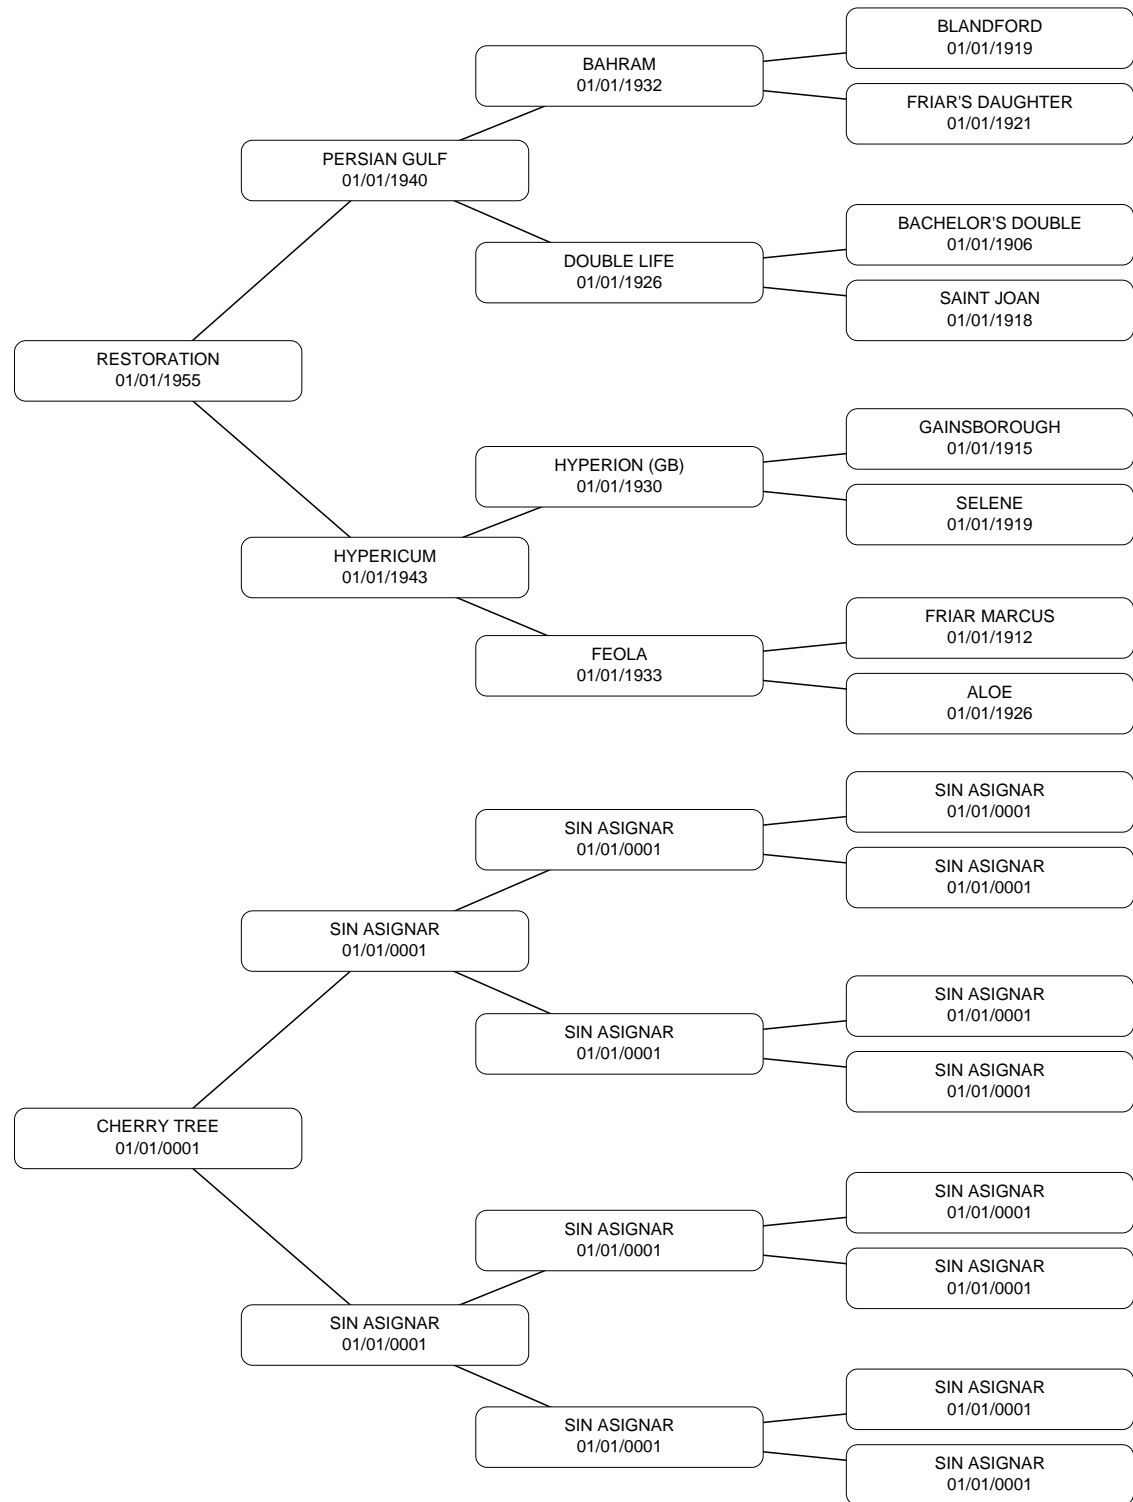 BLANDFORD
01/01/1919
BAHRAM
01/01/1932
FRIAR'S DAUGHTER
01/01/1921
PERSIAN GULF
01/01/1940
BACHELOR'S DOUBLE
01/01/1906
DOUBLE LIFE
01/01/1926
SAINT JOAN
01/01/1918
RESTORATION
01/01/1955
GAINSBOROUGH
01/01/1915
HYPERION (GB)
01/01/1930
SELENE
01/01/1919
HYPERICUM
01/01/1943
FRIAR MARCUS
01/01/1912
FEOLA
01/01/1933
ALOE
01/01/1926
SIN ASIGNAR
01/01/0001
SIN ASIGNAR
01/01/0001
SIN ASIGNAR
01/01/0001
SIN ASIGNAR
01/01/0001
SIN ASIGNAR
01/01/0001
SIN ASIGNAR
01/01/0001
SIN ASIGNAR
01/01/0001
CHERRY TREE
01/01/0001
SIN ASIGNAR
01/01/0001
SIN ASIGNAR
01/01/0001
SIN ASIGNAR
01/01/0001
SIN ASIGNAR
01/01/0001
SIN ASIGNAR
01/01/0001
SIN ASIGNAR
01/01/0001
SIN ASIGNAR
01/01/0001